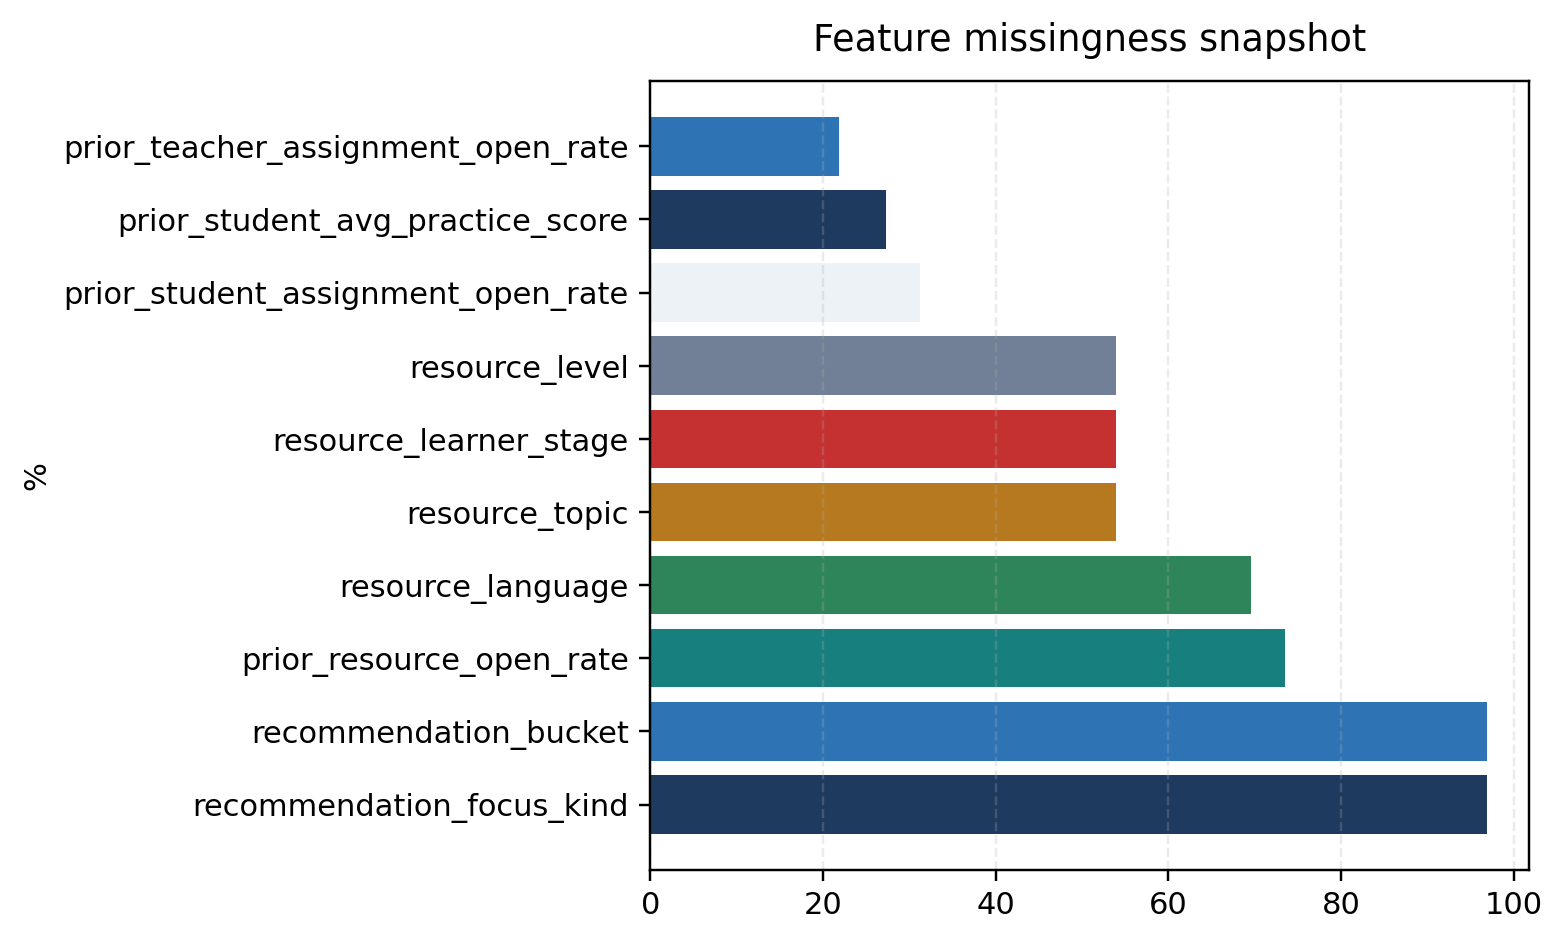 Feature missingness snapshot
prior_teacher_assignment_open_rate
prior_student_avg_practice_score
prior_student_assignment_open_rate
resource_level
resource_learner_stage
resource_topic
resource_language
prior_resource_open_rate
recommendation_bucket
recommendation_focus_kind
%
0 20 40 60 80 100